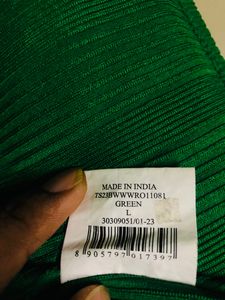 MADE IN INDIA
TS23BWWWRO11081
GREEN
L
30309051/01-23
8 905797 017397